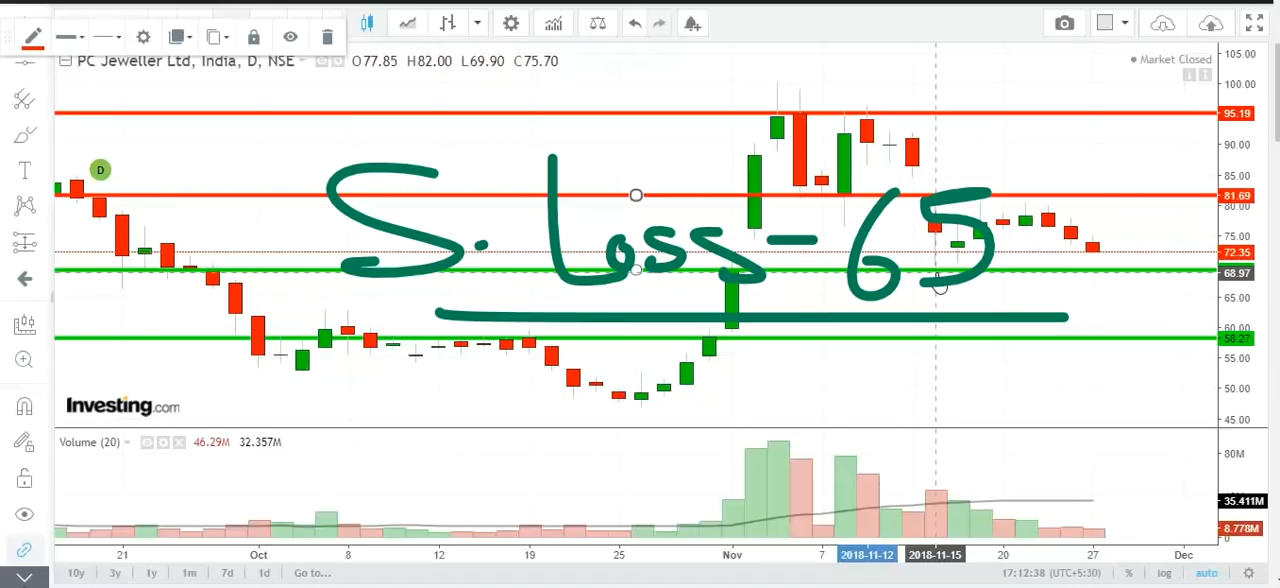 PC Jeweller Ltd, India, D, NSE O77.85 H82.00 L69.90 C75.70
Market Closed
D
S. Loss - 65
105.00
100.00
95.19
90.00
85.00
81.69
80.00
75.00
72.35
68.97
65.00
60.00
58.27
55.00
50.00
45.00
Investing.com
Volume (20) 46.29M 32.357M
80M
35.411M
8.778M
0
21 Oct 8 12 19 25 Nov 7 2018-11-12 2018-11-15 20 27 Dec
10y 3y 1y 1m 7d 1d Go to... 17:12:38 (UTC+5:30) % log auto